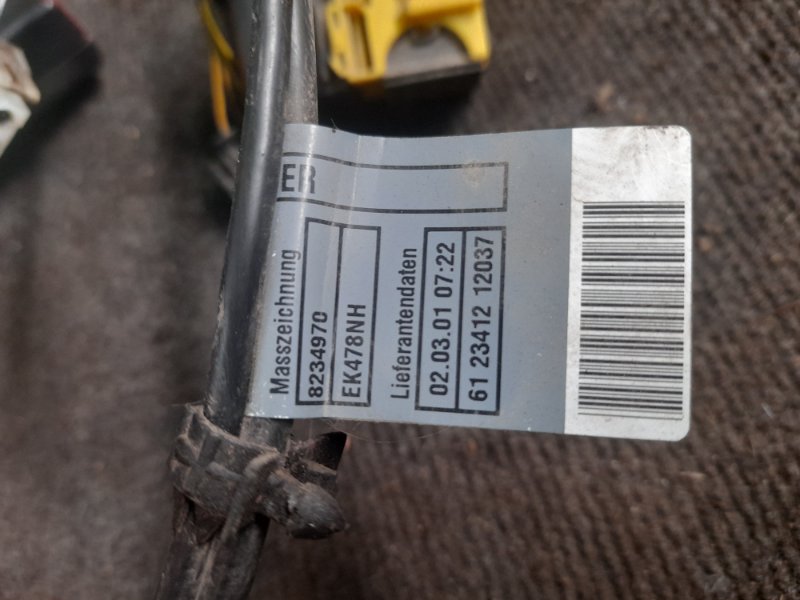 ER
Masszeichnung
8234970
EK478NH
Lieferantendaten
02.03.01 07:22
61 23412 12037